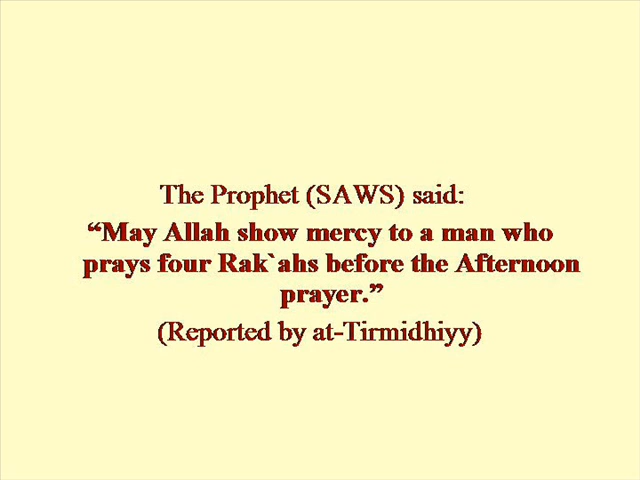 The Prophet (SAWS) said:
“May Allah show mercy to a man who
prays four Rak`ahs before the Afternoon
prayer.”
(Reported by at-Tirmidhiyy)